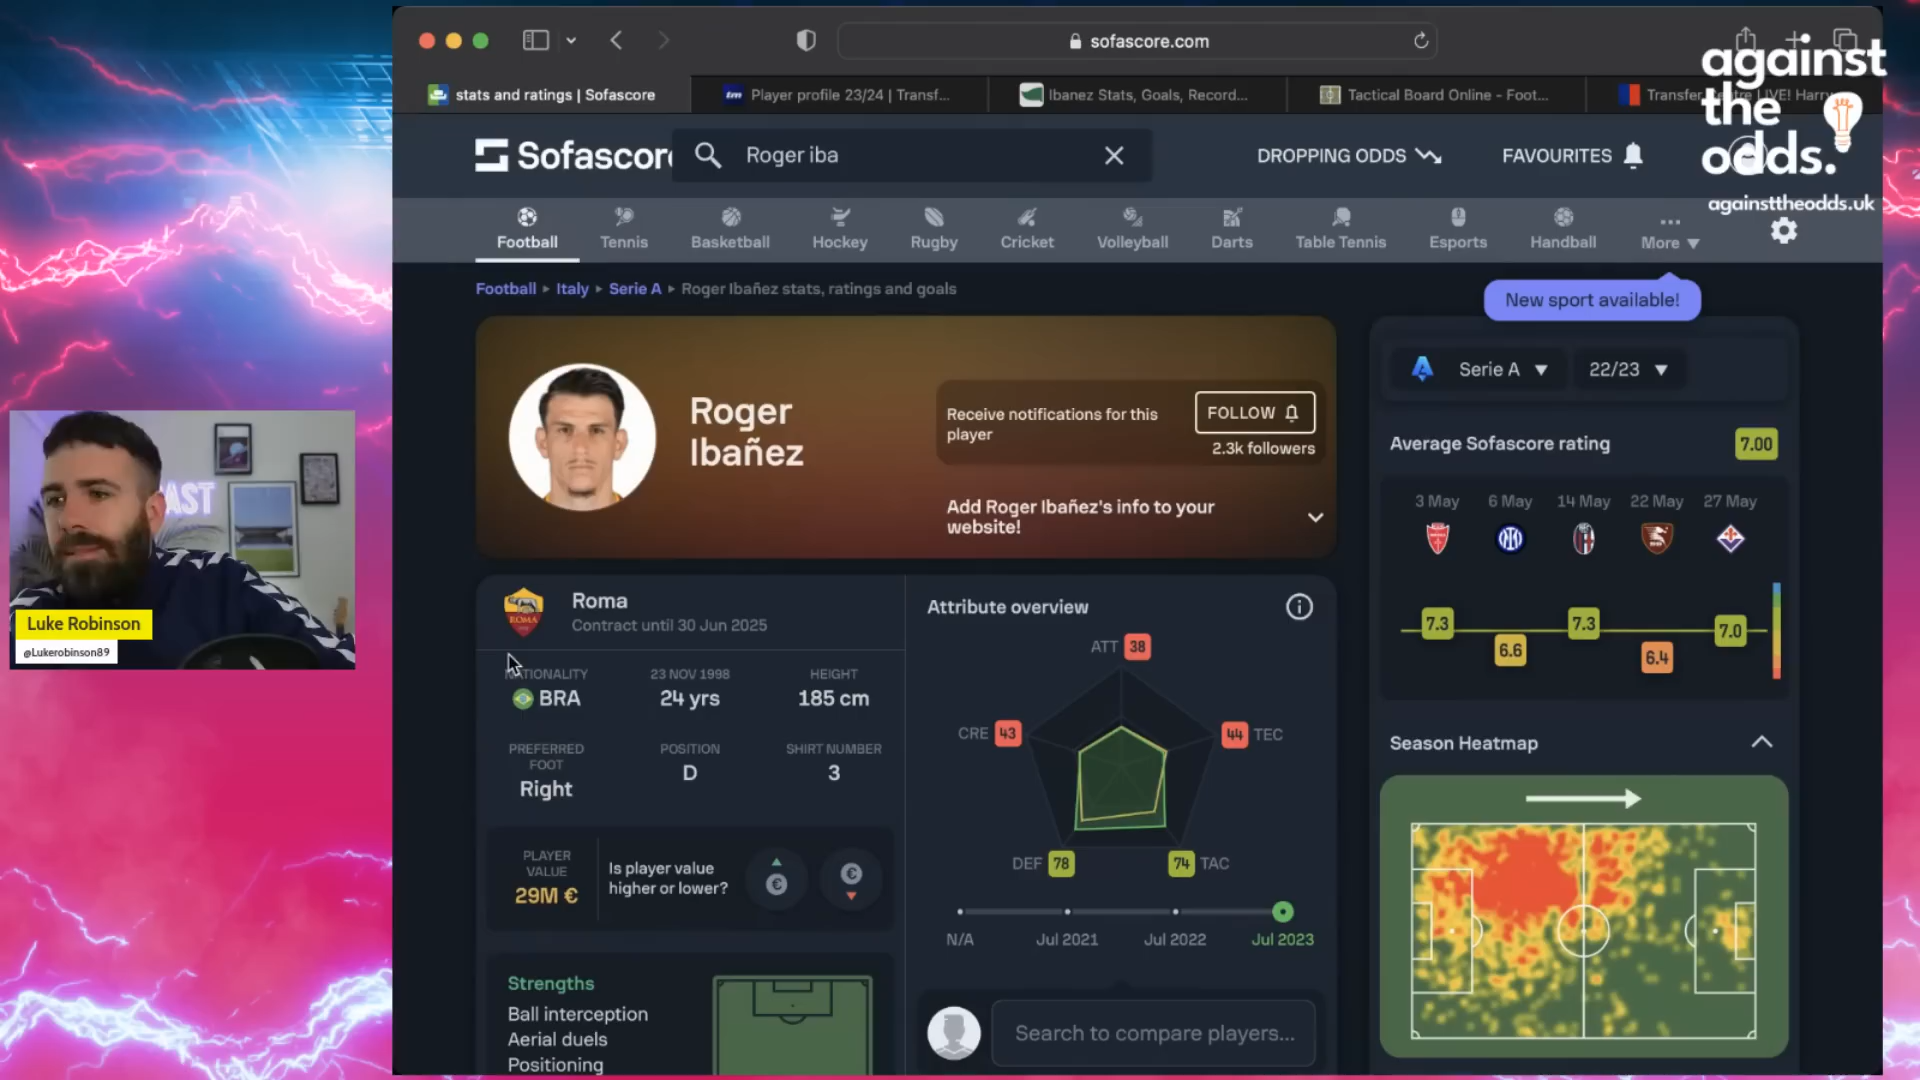 sofascore.com
stats and ratings | Sofascore
Player profile 23/24 | Transf...
Ibanez Stats, Goals, Record...
Tactical Board Online - Foot...
Transfer Centre LIVE! Harry
against
the
odds.
againsttheodds.uk
Sofascore
Roger iba
DROPPING ODDS
FAVOURITES
Football
Tennis
Basketball
Hockey
Rugby
Cricket
Volleyball
Darts
Table Tennis
Esports
Handball
More
Football ▸ Italy ▸ Serie A ▸ Roger Ibañez stats, ratings and goals
New sport available!
Roger
Ibañez
Receive notifications for this
player
FOLLOW
2.3k followers
Add Roger Ibañez's info to your
website!
Serie A
22/23
Average Sofascore rating
7.00
3 May
6 May
14 May
22 May
27 May
7.3
6.6
7.3
6.4
7.0
AST
Luke Robinson
@Lukerobinson89
Roma
Contract until 30 Jun 2025
NATIONALITY
BRA
23 NOV 1998
24 yrs
HEIGHT
185 cm
PREFERRED
FOOT
Right
POSITION
D
SHIRT NUMBER
3
Attribute overview
ATT 38
CRE 43
44 TEC
DEF 78
74 TAC
N/A
Jul 2021
Jul 2022
Jul 2023
PLAYER
VALUE
29M €
Is player value
higher or lower?
Season Heatmap
Strengths
Ball interception
Aerial duels
Positioning
Search to compare players...